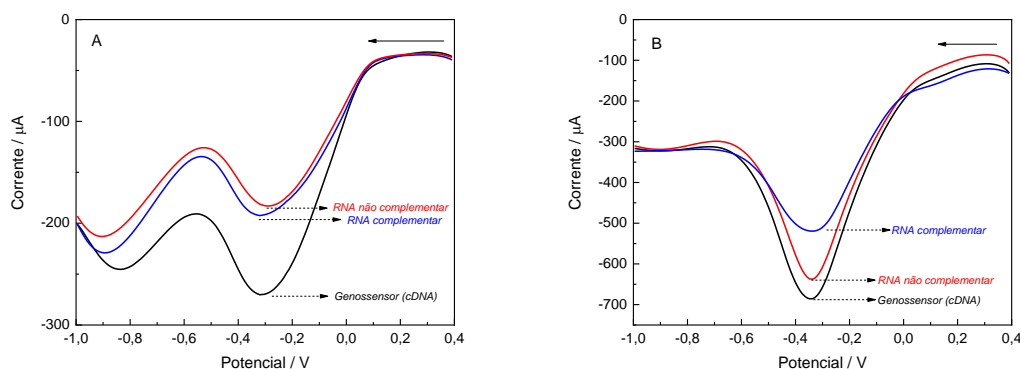 A
0
-100
-200
-300
Corrente / µA
RNA não complementar
RNA complementar
Genossensor (cDNA)
-1,0 -0,8 -0,6 -0,4 -0,2 0,0 0,2 0,4
Potencial / V
B
0
-100
-200
-300
-400
-500
-600
-700
Corrente / µA
RNA complementar
RNA não complementar
Genossensor (cDNA)
-1,0 -0,8 -0,6 -0,4 -0,2 0,0 0,2 0,4
Potencial / V